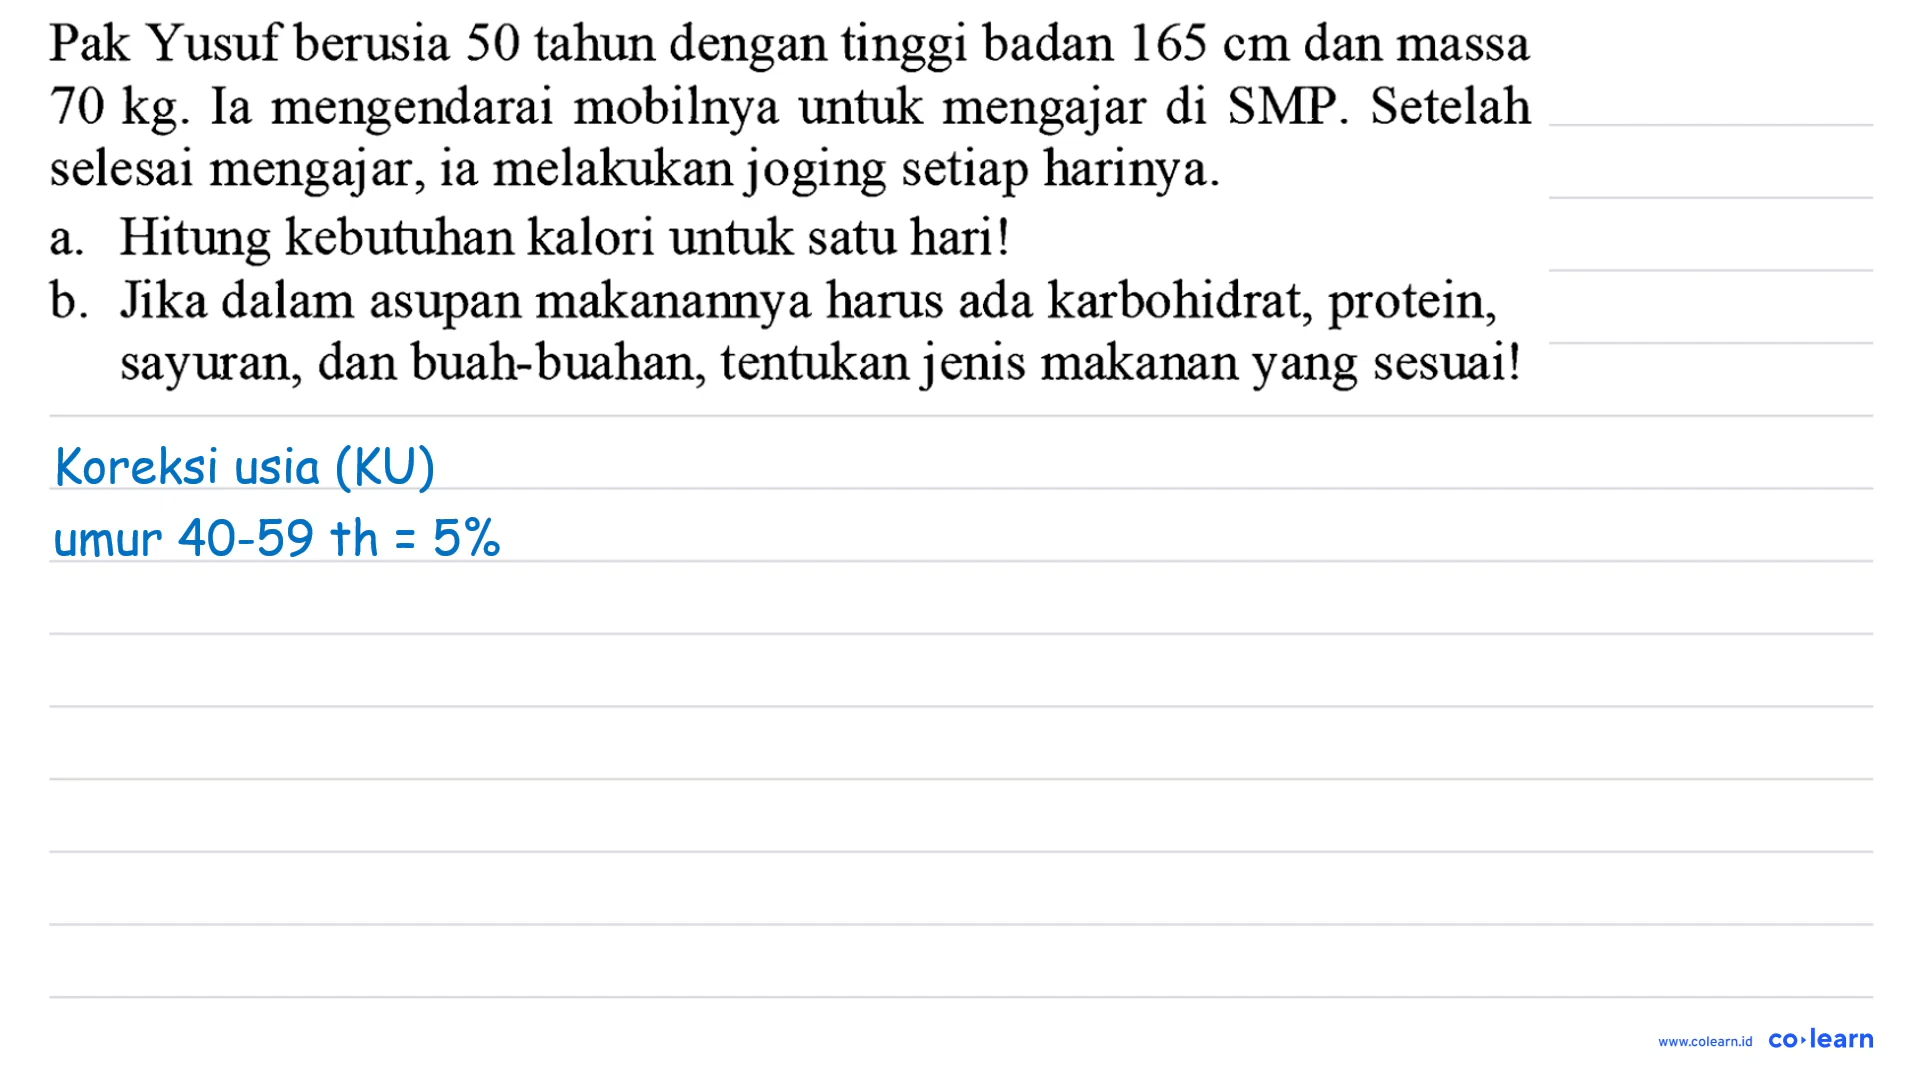 Pak Yusuf berusia 50 tahun dengan tinggi badan 165 cm dan massa
70 kg. Ia mengendarai mobilnya untuk mengajar di SMP. Setelah
selesai mengajar, ia melakukan joging setiap harinya.
a. Hitung kebutuhan kalori untuk satu hari!
b. Jika dalam asupan makanannya harus ada karbohidrat, protein,
sayuran, dan buah-buahan, tentukan jenis makanan yang sesuai!
Koreksi usia (KU)
umur 40-59 th = 5%
www.colearn.id co learn